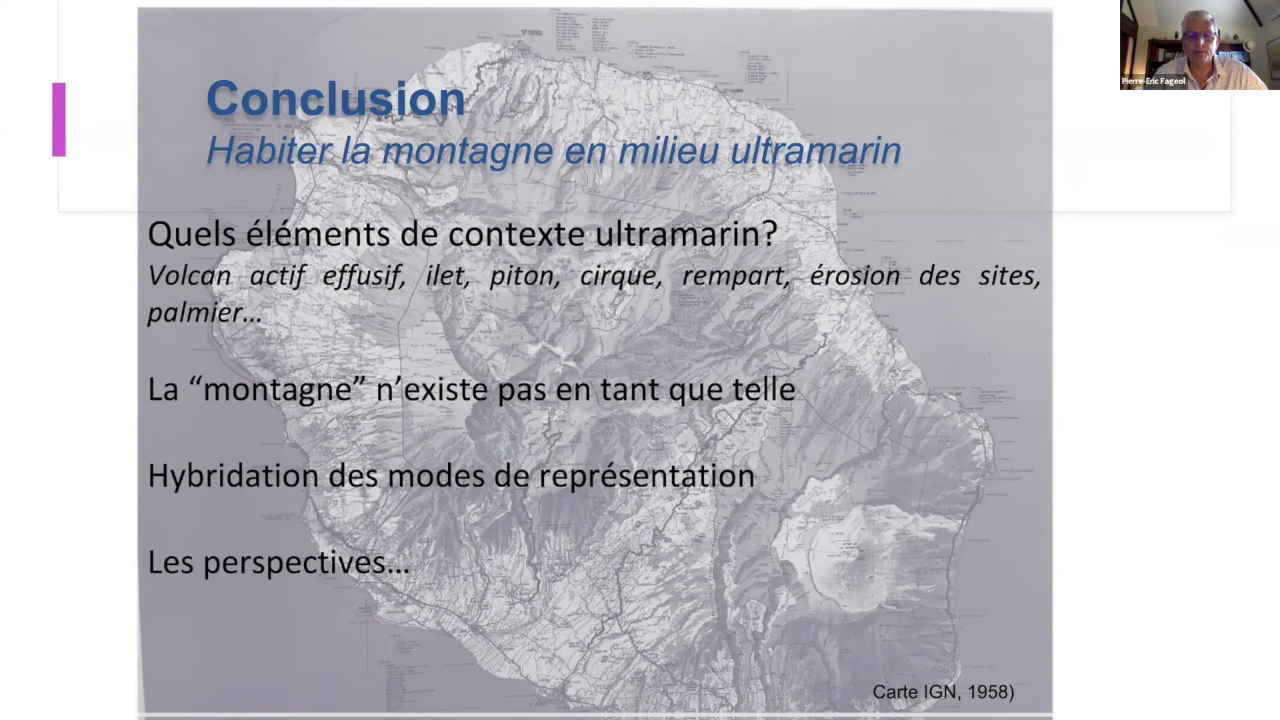 Pierre-Eric Fageol
Conclusion
Habiter la montagne en milieu ultramarin
Quels éléments de contexte ultramarin?
Volcan actif effusif, ilet, piton, cirque, rempart, érosion des sites,
palmier…
La “montagne” n’existe pas en tant que telle
Hybridation des modes de représentation
Les perspectives…
Carte IGN, 1958)